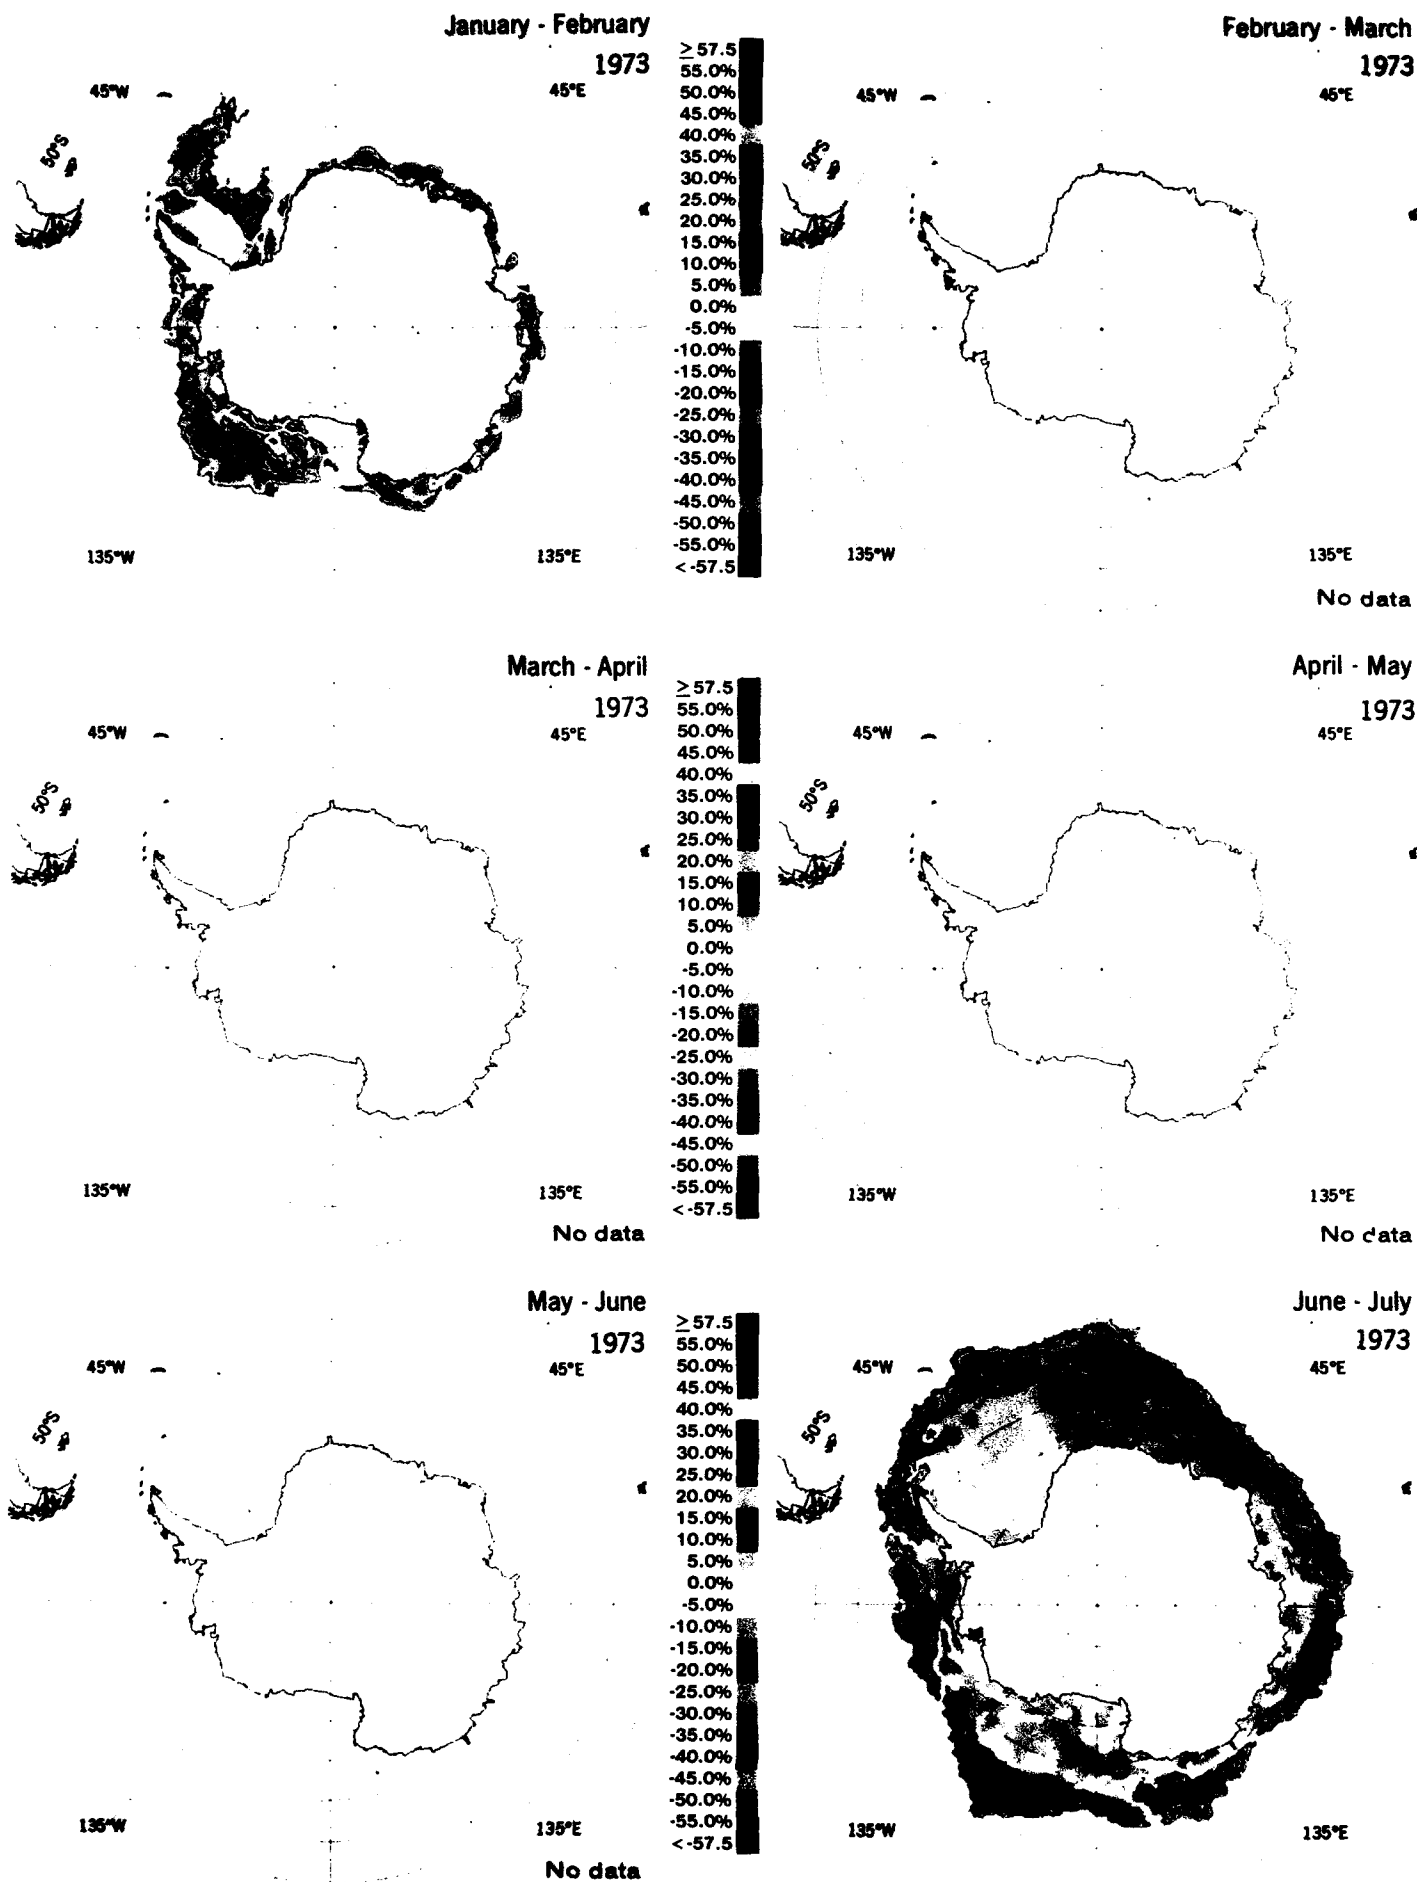 January - February
1973
45°W
45°E
50°S
135°W
135°E
≥57.5
55.0%
50.0%
45.0%
40.0%
35.0%
30.0%
25.0%
20.0%
15.0%
10.0%
5.0%
0.0%
-5.0%
-10.0%
-15.0%
-20.0%
-25.0%
-30.0%
-35.0%
-40.0%
-45.0%
-50.0%
-55.0%
<-57.5
February - March
1973
45°W
45°E
50°S
135°W
135°E
No data
March - April
1973
45°W
45°E
50°S
135°W
135°E
No data
≥57.5
55.0%
50.0%
45.0%
40.0%
35.0%
30.0%
25.0%
20.0%
15.0%
10.0%
5.0%
0.0%
-5.0%
-10.0%
-15.0%
-20.0%
-25.0%
-30.0%
-35.0%
-40.0%
-45.0%
-50.0%
-55.0%
<-57.5
April - May
1973
45°W
45°E
50°S
135°W
135°E
No data
May - June
1973
45°W
45°E
50°S
135°W
135°E
No data
≥57.5
55.0%
50.0%
45.0%
40.0%
35.0%
30.0%
25.0%
20.0%
15.0%
10.0%
5.0%
0.0%
-5.0%
-10.0%
-15.0%
-20.0%
-25.0%
-30.0%
-35.0%
-40.0%
-45.0%
-50.0%
-55.0%
<-57.5
June - July
1973
45°W
45°E
50°S
135°W
135°E